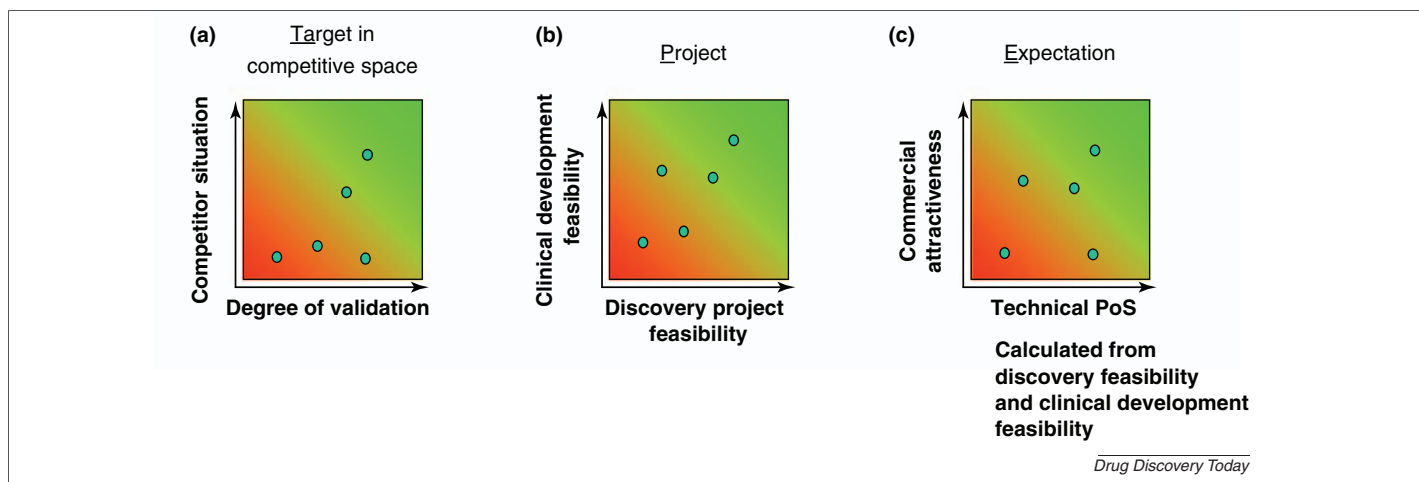 (a)
Target in
competitive space
Competitor situation
Degree of validation
(b)
Project
Clinical development
feasibility
Discovery project
feasibility
(c)
Expectation
Commercial
attractiveness
Technical PoS
Calculated from
discovery feasibility
and clinical development
feasibility
Drug Discovery Today